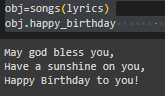 obj=songs(lyrics)
obj.happy_birthday
May god bless you,
Have a sunshine on you,
Happy Birthday to you!